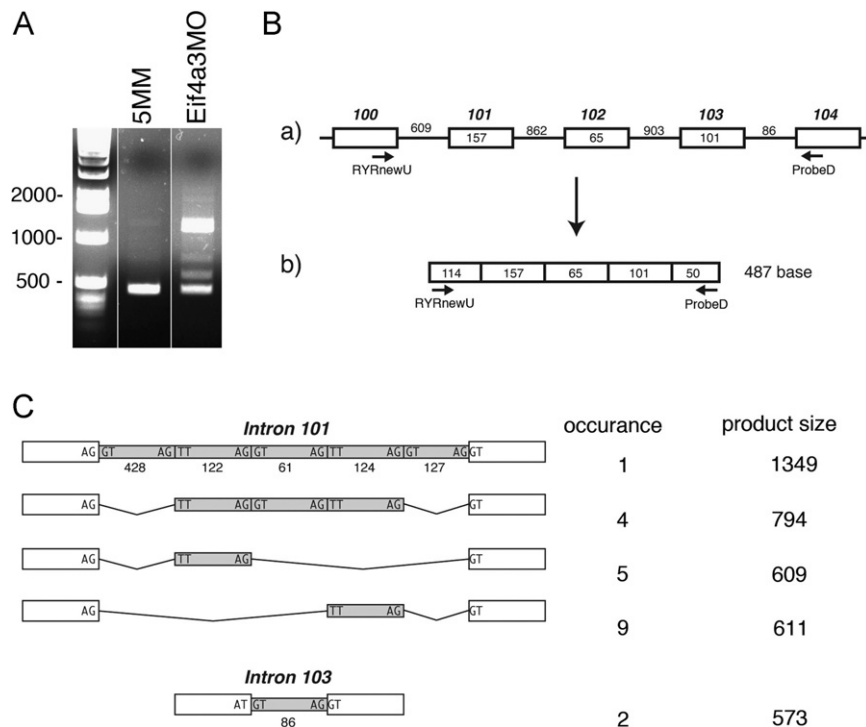 A
5MM
Eif4a3MO
2000-
1000-
500 -
B
a)
100 101 102 103 104
609 157 862 65 903 101 86
RYRnewU
ProbeD
b)
114 157 65 101 50
487 base
RYRnewU
ProbeD
C
Intron 101
occurance
product size
AG GT AG TT AG GT AG TT AG GT AG GT
428 122 61 124 127
1
1349
AG TT AG GT AG TT AG GT
4
794
AG TT AG GT
5
609
AG TT AG GT
9
611
Intron 103
AT GT AG GT
86
2
573